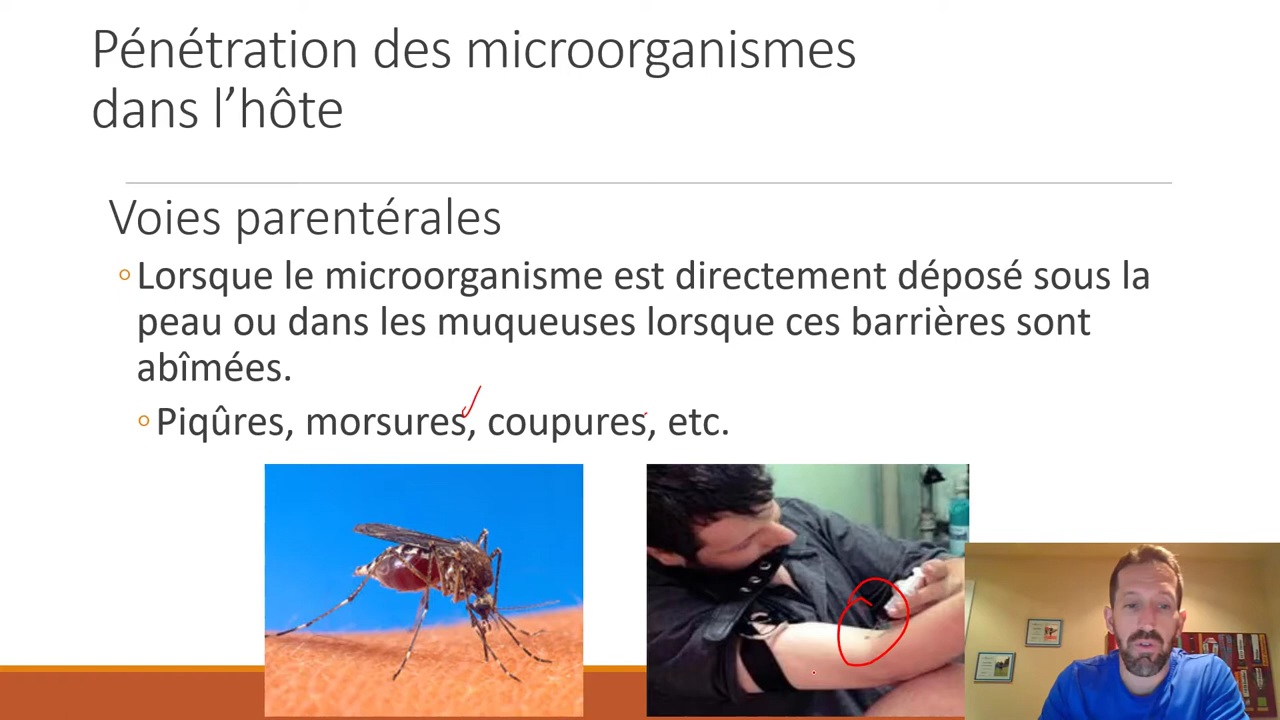 Pénétration des microorganismes
dans l’hôte
Voies parentérales
◦Lorsque le microorganisme est directement déposé sous la
peau ou dans les muqueuses lorsque ces barrières sont
abîmées.
◦Piqûres, morsures, coupures, etc.